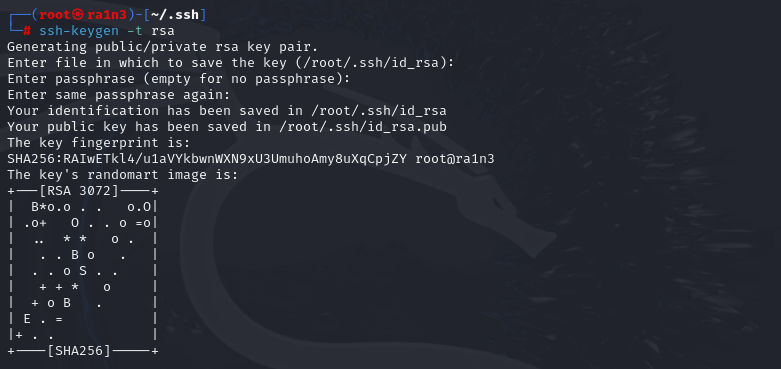 ┌──(root㉿ra1n3)-[~/.ssh]
└─# ssh-keygen -t rsa
Generating public/private rsa key pair.
Enter file in which to save the key (/root/.ssh/id_rsa):
Enter passphrase (empty for no passphrase):
Enter same passphrase again:
Your identification has been saved in /root/.ssh/id_rsa
Your public key has been saved in /root/.ssh/id_rsa.pub
The key fingerprint is:
SHA256:RAIwETkl4/u1aVYkbwnWXN9xU3UmuhoAmy8uXqCpjZY root@ra1n3
The key's randomart image is:
+---[RSA 3072]----+
|  B*o.o . .   o.O|
| .o+   O . . o =o|
|  ..  * *   o .  |
|   . . B o   .   |
|  . . o S . .    |
|   + + *   o     |
|  + o B   .      |
| E . =           |
|+ . .            |
+----[SHA256]-----+